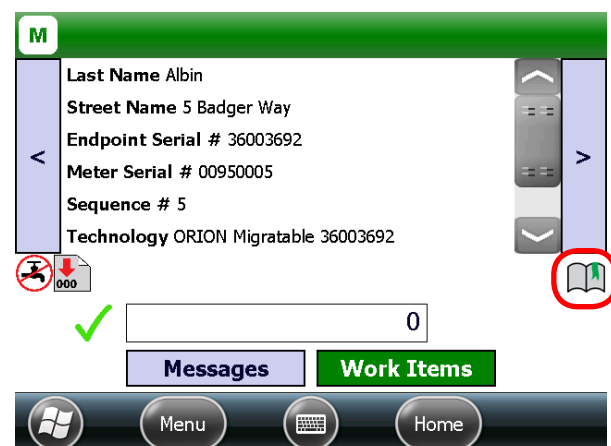 M
Last Name Albin
Street Name 5 Badger Way
Endpoint Serial # 36003692
< >
Meter Serial # 00950005
Sequence # 5
Technology ORION Migratable 36003692
000
0
Messages Work Items
Menu Home